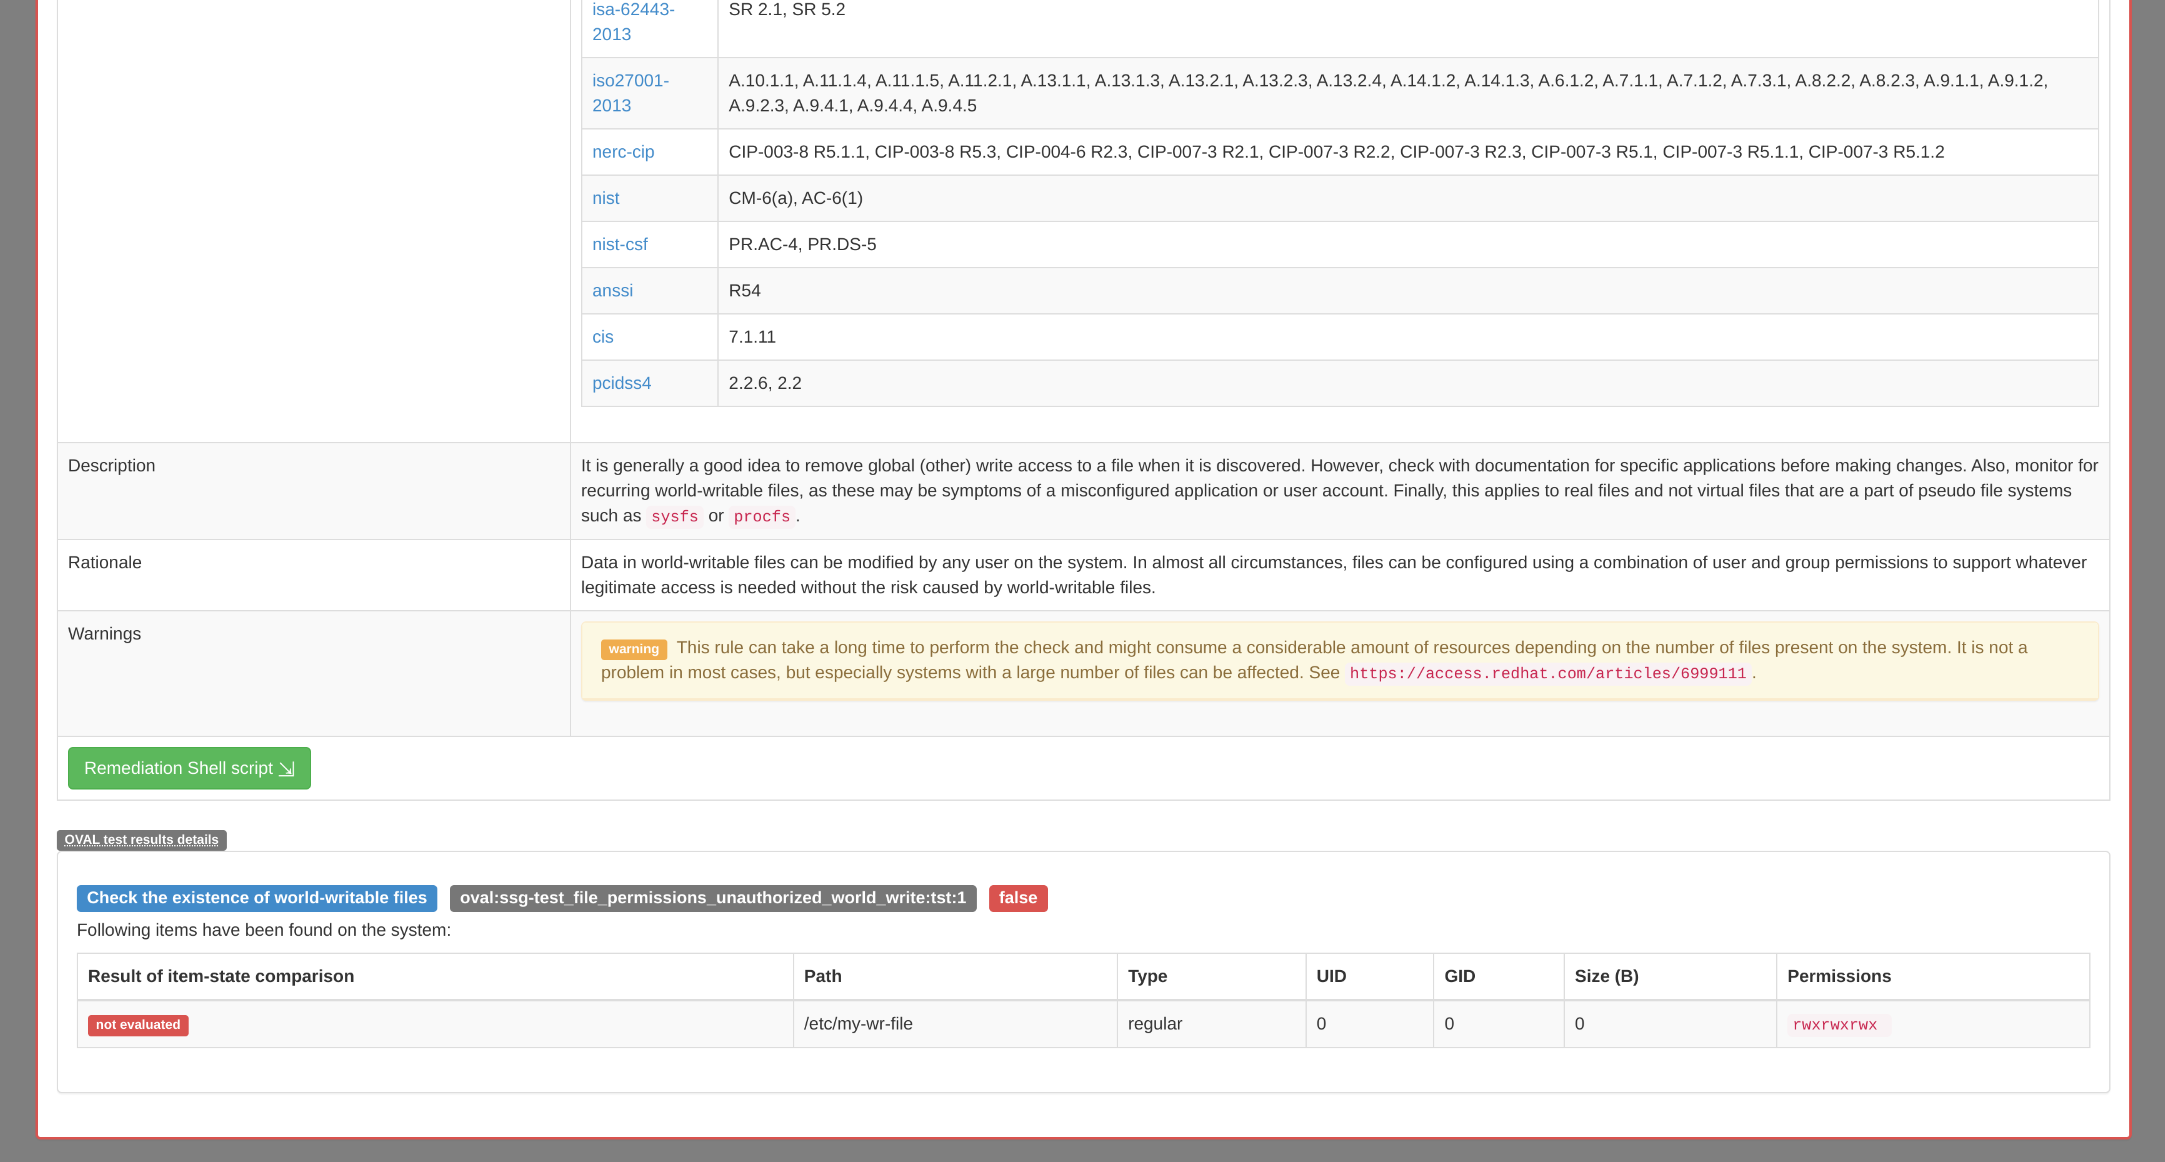 isa-62443-
2013
SR 2.1, SR 5.2
iso27001-
2013
A.10.1.1, A.11.1.4, A.11.1.5, A.11.2.1, A.13.1.1, A.13.1.3, A.13.2.1, A.13.2.3, A.13.2.4, A.14.1.2, A.14.1.3, A.6.1.2, A.7.1.1, A.7.1.2, A.7.3.1, A.8.2.2, A.8.2.3, A.9.1.1, A.9.1.2,
A.9.2.3, A.9.4.1, A.9.4.4, A.9.4.5
nerc-cip
CIP-003-8 R5.1.1, CIP-003-8 R5.3, CIP-004-6 R2.3, CIP-007-3 R2.1, CIP-007-3 R2.2, CIP-007-3 R2.3, CIP-007-3 R5.1, CIP-007-3 R5.1.1, CIP-007-3 R5.1.2
nist
CM-6(a), AC-6(1)
nist-csf
PR.AC-4, PR.DS-5
anssi
R54
cis
7.1.11
pcidss4
2.2.6, 2.2
Description
It is generally a good idea to remove global (other) write access to a file when it is discovered. However, check with documentation for specific applications before making changes. Also, monitor for
recurring world-writable files, as these may be symptoms of a misconfigured application or user account. Finally, this applies to real files and not virtual files that are a part of pseudo file systems
such as sysfs or procfs.
Rationale
Data in world-writable files can be modified by any user on the system. In almost all circumstances, files can be configured using a combination of user and group permissions to support whatever
legitimate access is needed without the risk caused by world-writable files.
Warnings
warning This rule can take a long time to perform the check and might consume a considerable amount of resources depending on the number of files present on the system. It is not a
problem in most cases, but especially systems with a large number of files can be affected. See https://access.redhat.com/articles/6999111.
Remediation Shell script ⇲
OVAL test results details
Check the existence of world-writable files oval:ssg-test_file_permissions_unauthorized_world_write:tst:1 false
Following items have been found on the system:
Result of item-state comparison Path Type UID GID Size (B) Permissions
not evaluated /etc/my-wr-file regular 0 0 0 rwxrwxrwx